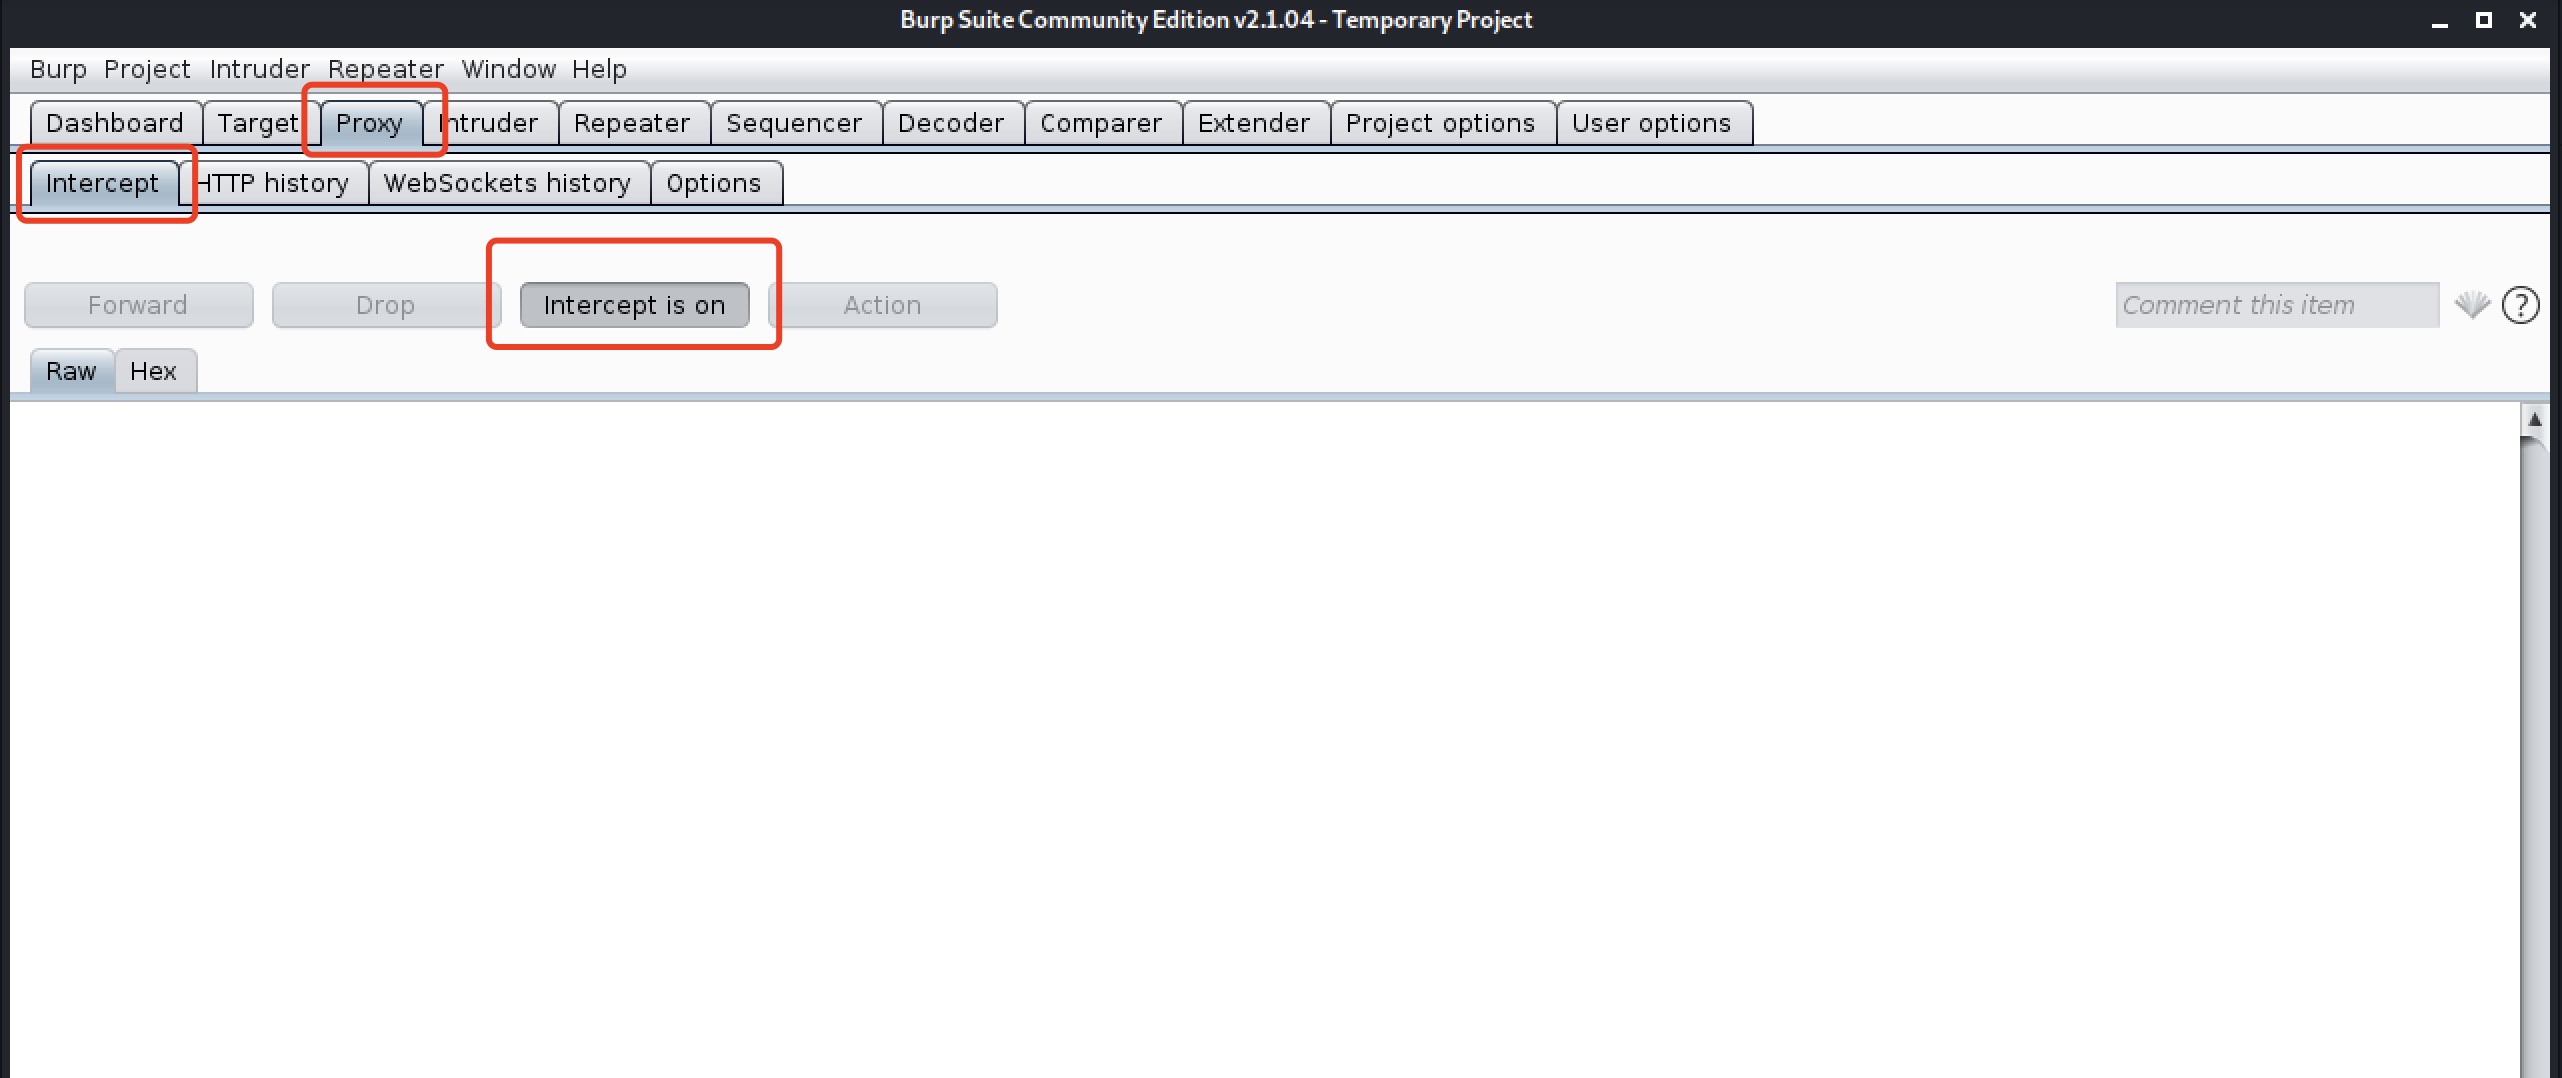 Burp Suite Community Edition v2.1.04 - Temporary Project
Burp Project Intruder Repeater Window Help
Dashboard Target Proxy Intruder Repeater Sequencer Decoder Comparer Extender Project options User options
Intercept HTTP history WebSockets history Options
Forward Drop Intercept is on Action Comment this item ?
Raw Hex